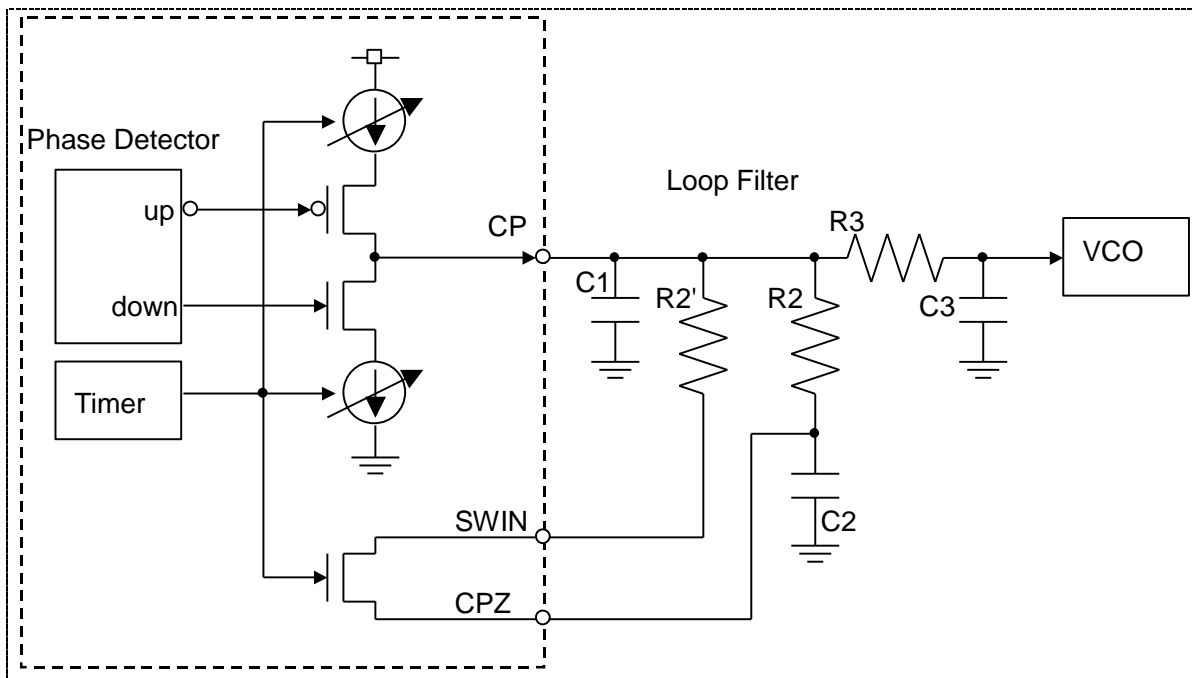 Phase Detector
up
down
Timer
CP
SWIN
CPZ
Loop Filter
C1
R2'
R2
R3
C3
C2
VCO